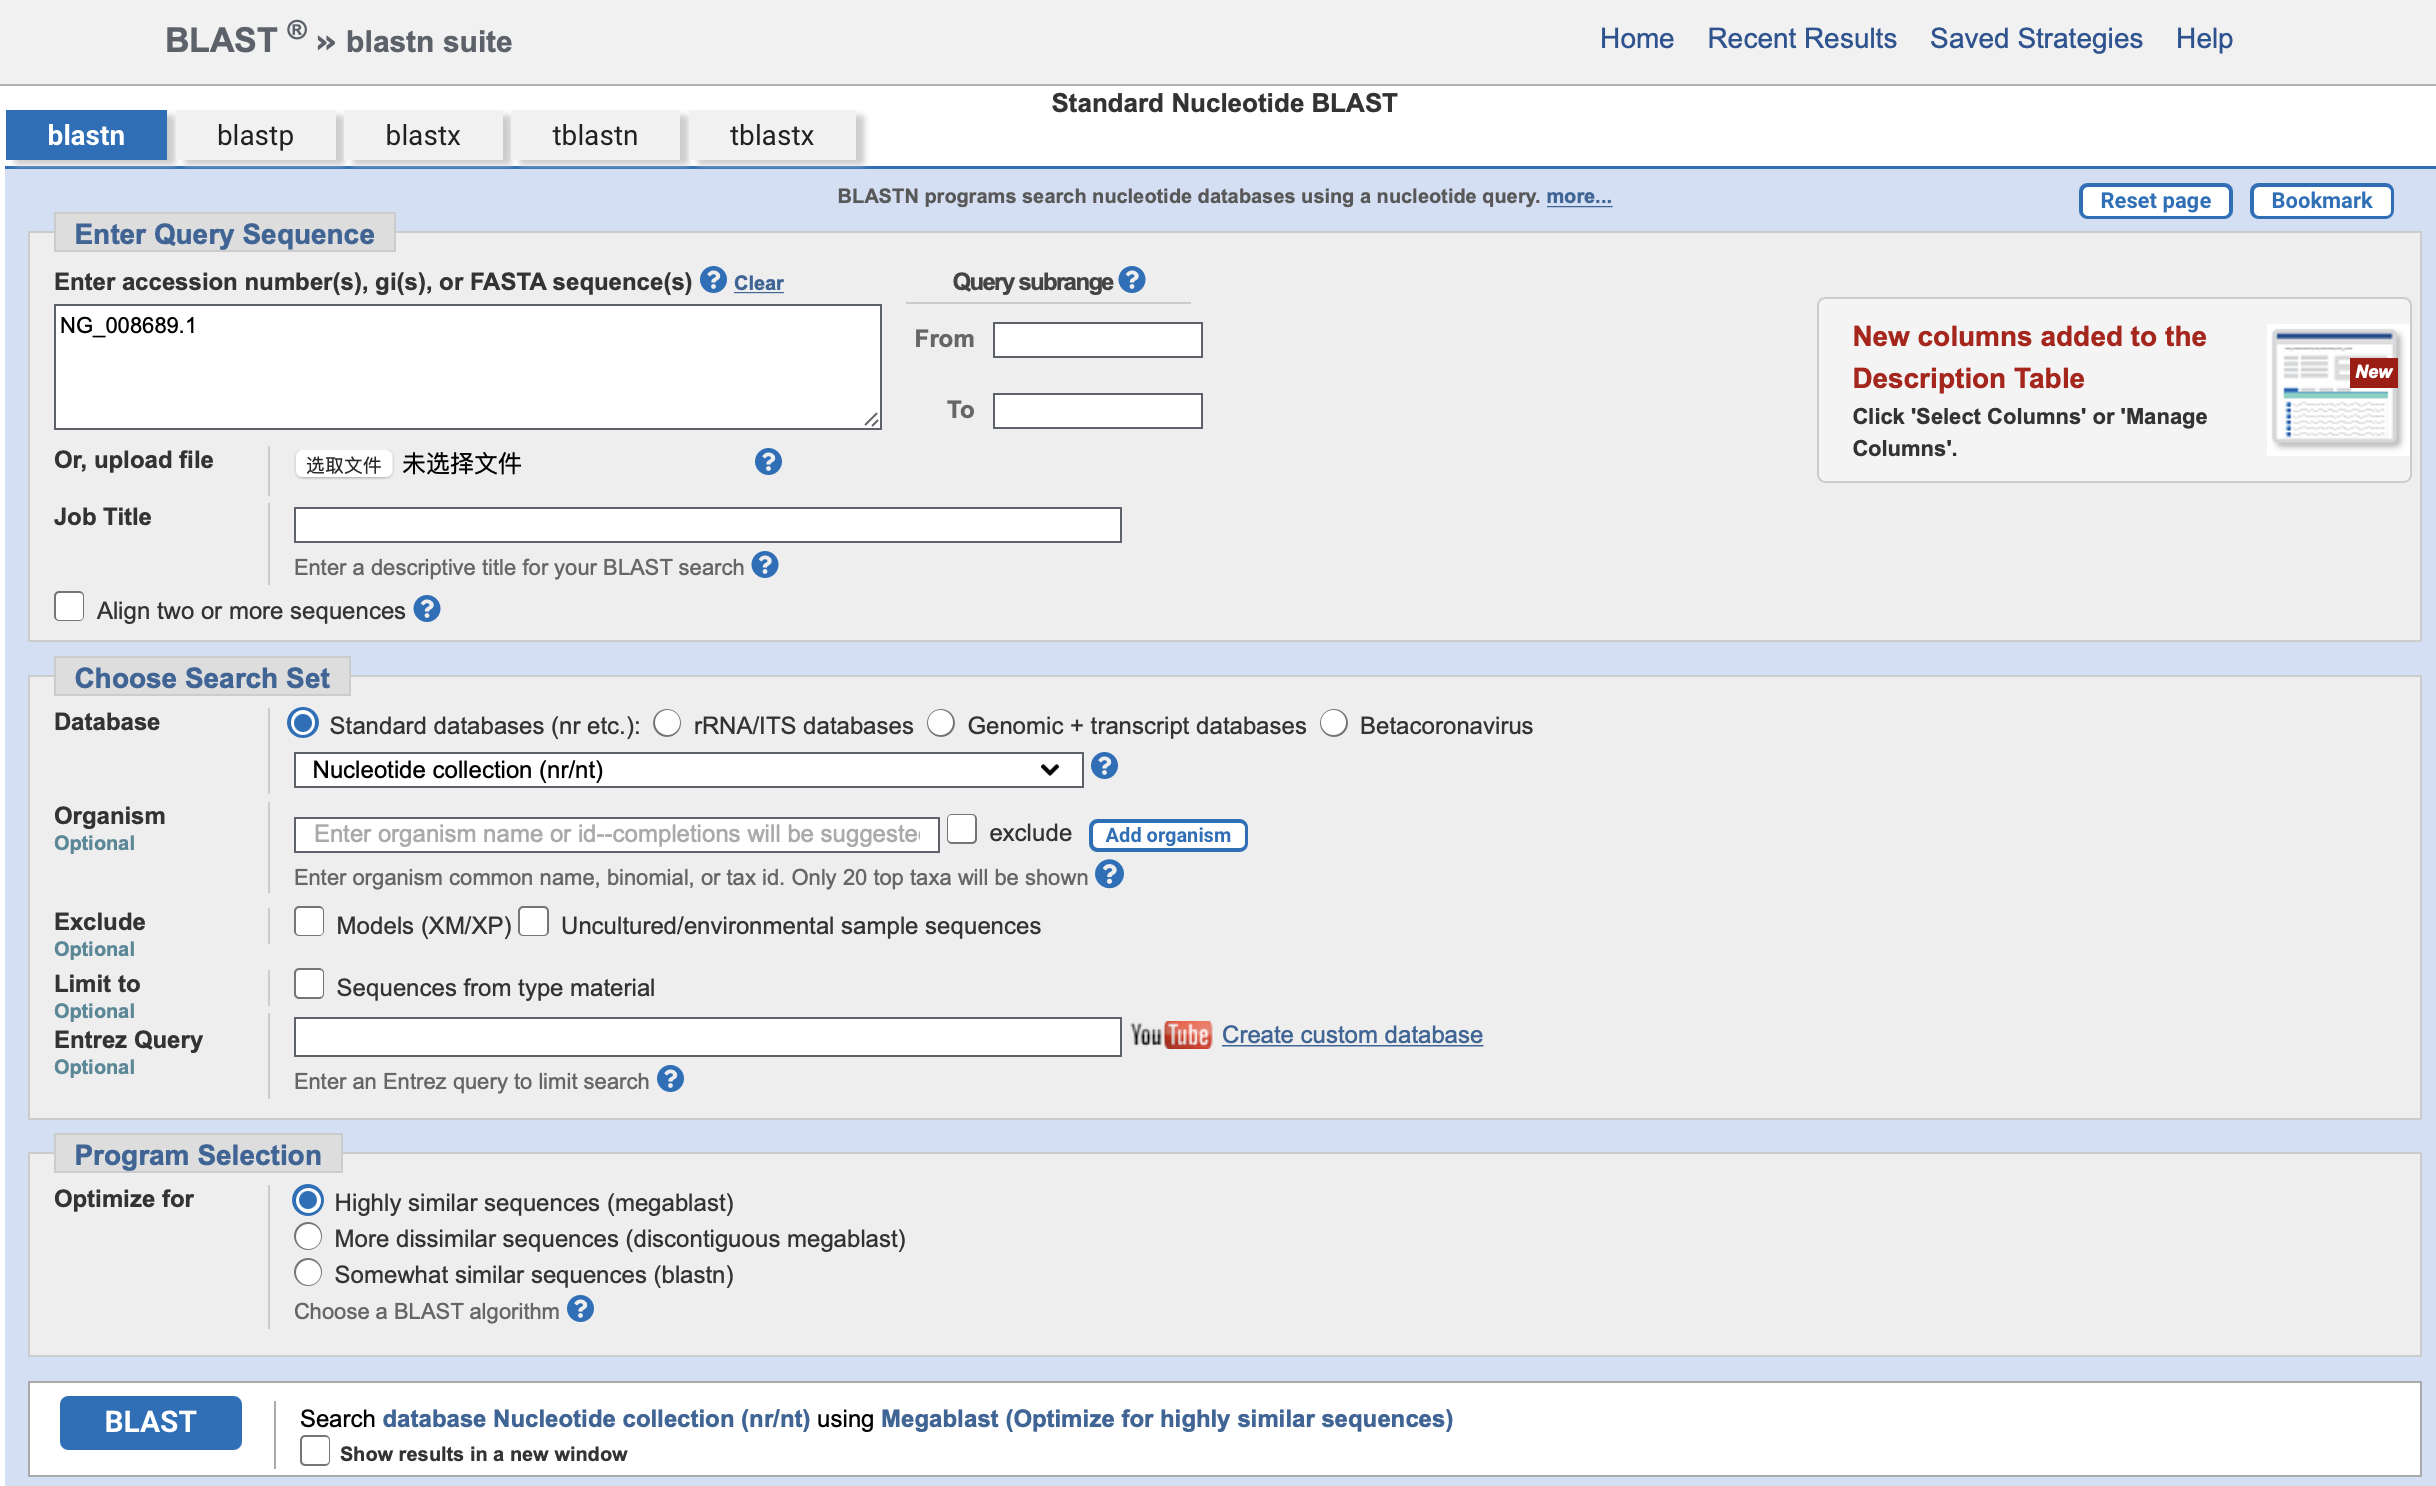 BLAST ® » blastn suite
Home Recent Results Saved Strategies Help
Standard Nucleotide BLAST
blastn blastp blastx tblastn tblastx
BLASTN programs search nucleotide databases using a nucleotide query. more...
Reset page Bookmark
Enter Query Sequence
Enter accession number(s), gi(s), or FASTA sequence(s) ? Clear
Query subrange ?
NG_008689.1
From
To
New columns added to the
Description Table
Click 'Select Columns' or 'Manage
Columns'.
New
Or, upload file 选取文件 未选择文件 ?
Job Title
Enter a descriptive title for your BLAST search ?
Align two or more sequences ?
Choose Search Set
Database Standard databases (nr etc.): rRNA/ITS databases Genomic + transcript databases Betacoronavirus
Nucleotide collection (nr/nt) ?
Organism
Optional
Enter organism name or id--completions will be suggested exclude Add organism
Enter organism common name, binomial, or tax id. Only 20 top taxa will be shown ?
Exclude
Optional
Models (XM/XP) Uncultured/environmental sample sequences
Limit to
Optional
Sequences from type material
Entrez Query
Optional
YouTube Create custom database
Enter an Entrez query to limit search ?
Program Selection
Optimize for
Highly similar sequences (megablast)
More dissimilar sequences (discontiguous megablast)
Somewhat similar sequences (blastn)
Choose a BLAST algorithm ?
BLAST
Search database Nucleotide collection (nr/nt) using Megablast (Optimize for highly similar sequences)
Show results in a new window